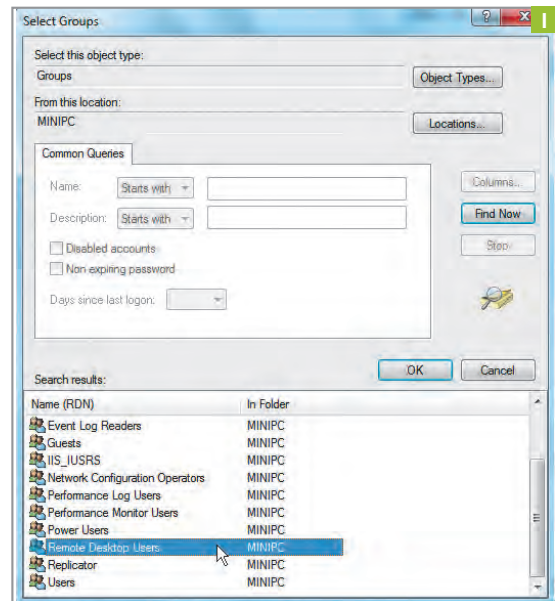 Select Groups
I
Select this object type:
Groups
Object Types...
From this location:
MINIPC
Locations...
Common Queries
Name: Starts with
Columns...
Description: Starts with
Find Now
Disabled accounts
Stop
Non expiring password
Days since last logon:
OK
Cancel
Search results:
Name (RDN) In Folder
Event Log Readers MINIPC
Guests MINIPC
IIS_IUSRS MINIPC
Network Configuration Operators MINIPC
Performance Log Users MINIPC
Performance Monitor Users MINIPC
Power Users MINIPC
Remote Desktop Users MINIPC
Replicator MINIPC
Users MINIPC